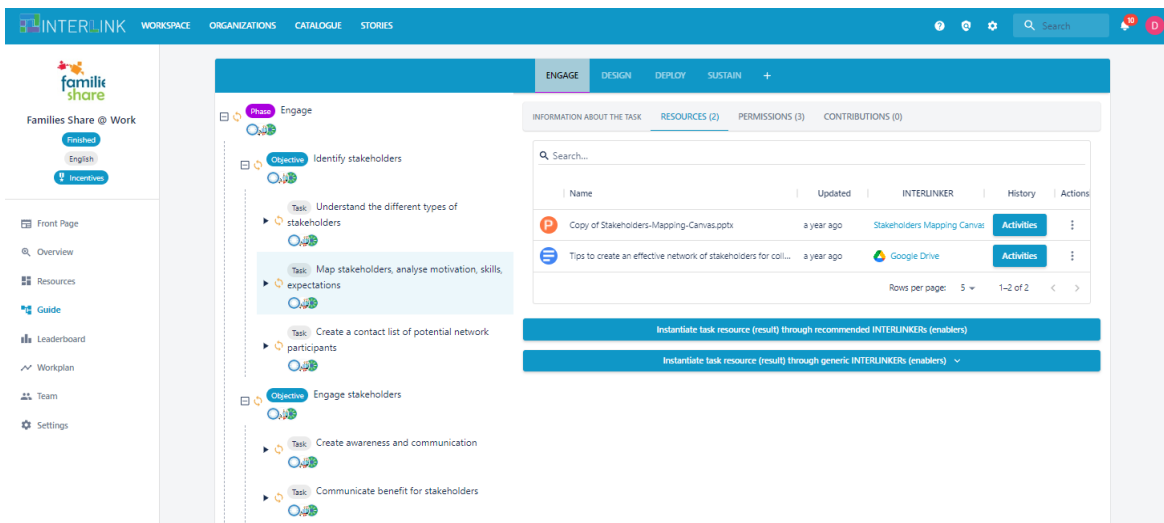 INTERLINK WORKSPACE ORGANIZATIONS CATALOGUE STORIES Search 10 D
familie
share
Families Share @ Work
Finished
English
Incentives
Front Page
Overview
Resources
Guide
Leaderboard
Workplan
Team
Settings
ENGAGE DESIGN DEPLOY SUSTAIN +
Phase Engage
Objective Identify stakeholders
Task Understand the different types of
stakeholders
Task Map stakeholders, analyse motivation, skills,
expectations
Task Create a contact list of potential network
participants
Objective Engage stakeholders
Task Create awareness and communication
Task Communicate benefit for stakeholders
INFORMATION ABOUT THE TASK RESOURCES (2) PERMISSIONS (3) CONTRIBUTIONS (0)
Search...
Name Updated INTERLINKER History Actions
Copy of Stakeholders-Mapping-Canvas.pptx a year ago Stakeholders Mapping Canvas Activities
Tips to create an effective network of stakeholders for coll... a year ago Google Drive Activities
Rows per page: 5 1–2 of 2
Instantiate task resource (result) through recommended INTERLINKERs (enablers)
Instantiate task resource (result) through generic INTERLINKERs (enablers)